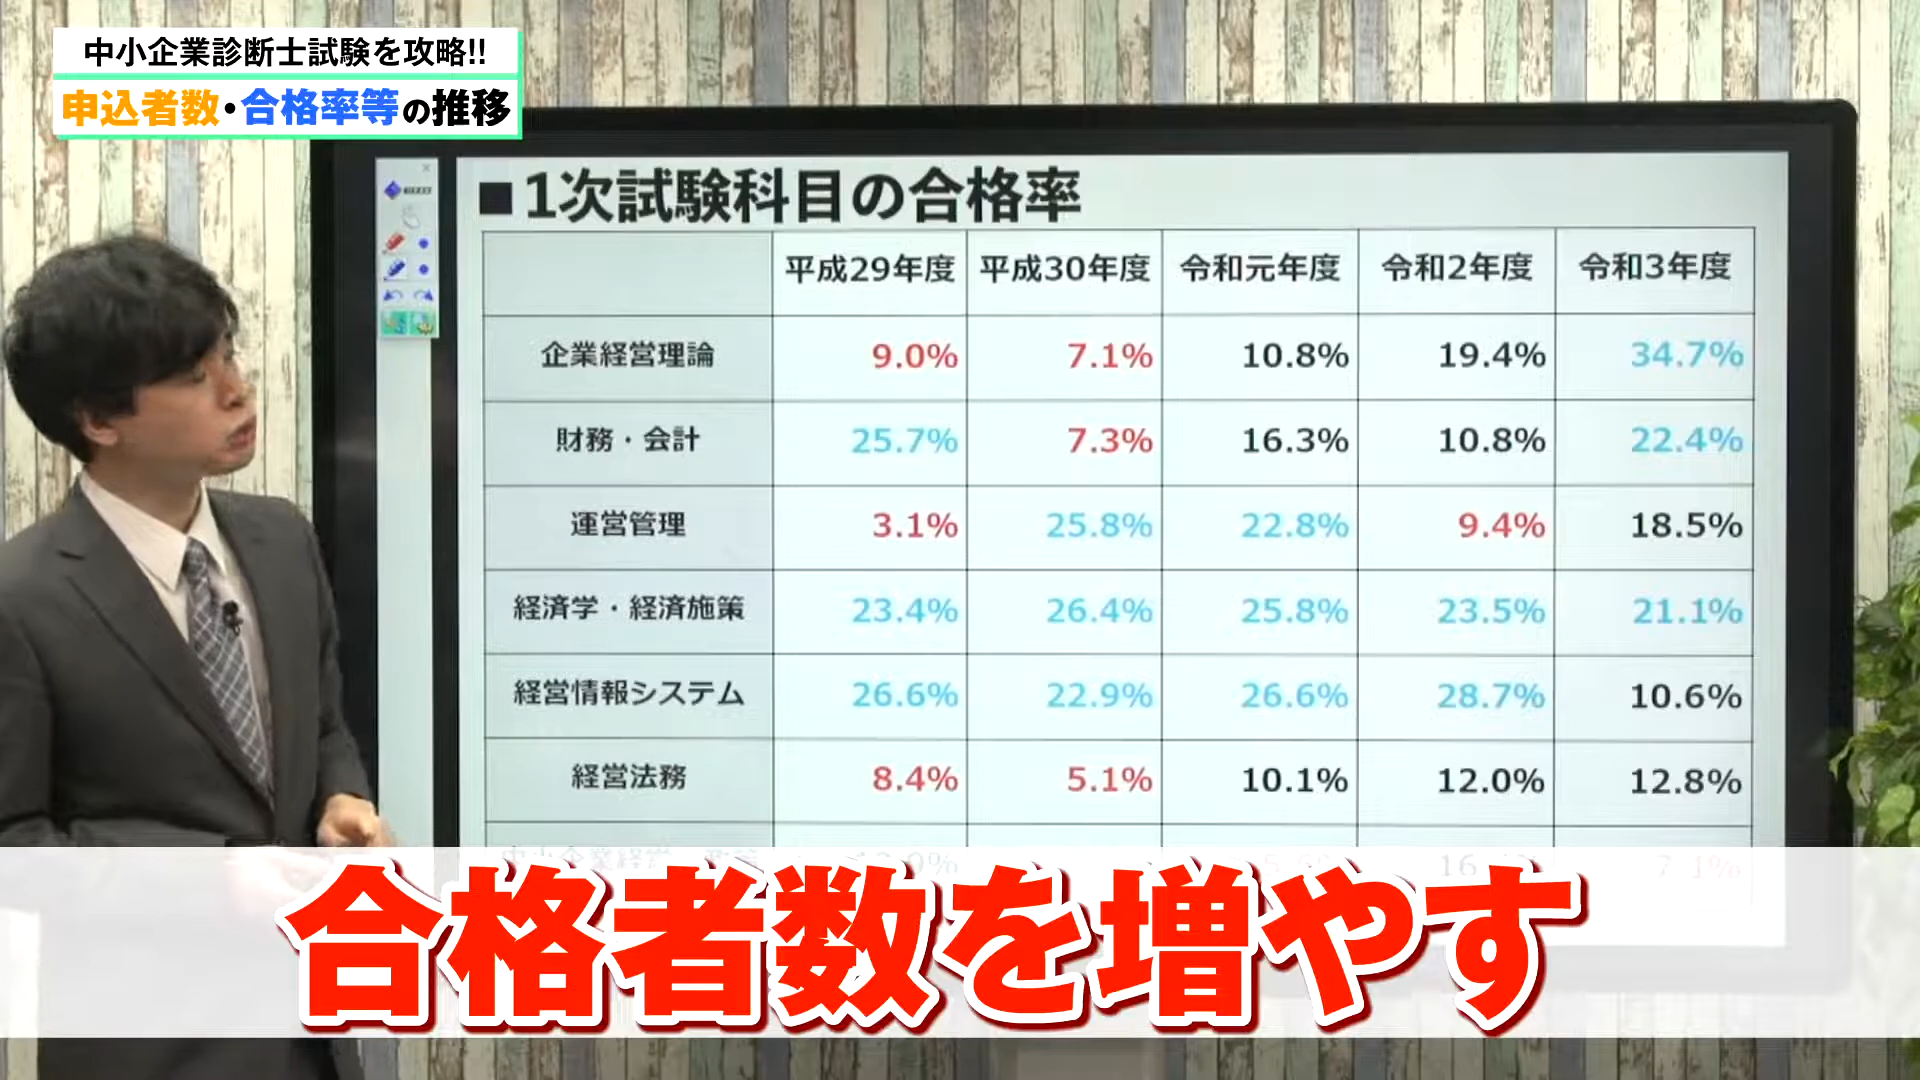 中小企業診断士試験を攻略!!
申込者数・合格率等の推移
■1次試験科目の合格率
平成29年度 平成30年度 令和元年度 令和2年度 令和3年度
企業経営理論 9.0% 7.1% 10.8% 19.4% 34.7%
財務・会計 25.7% 7.3% 16.3% 10.8% 22.4%
運営管理 3.1% 25.8% 22.8% 9.4% 18.5%
経済学・経済施策 23.4% 26.4% 25.8% 23.5% 21.1%
経営情報システム 26.6% 22.9% 26.6% 28.7% 10.6%
経営法務 8.4% 5.1% 10.1% 12.0% 12.8%
7.1%
合格者数を増やす